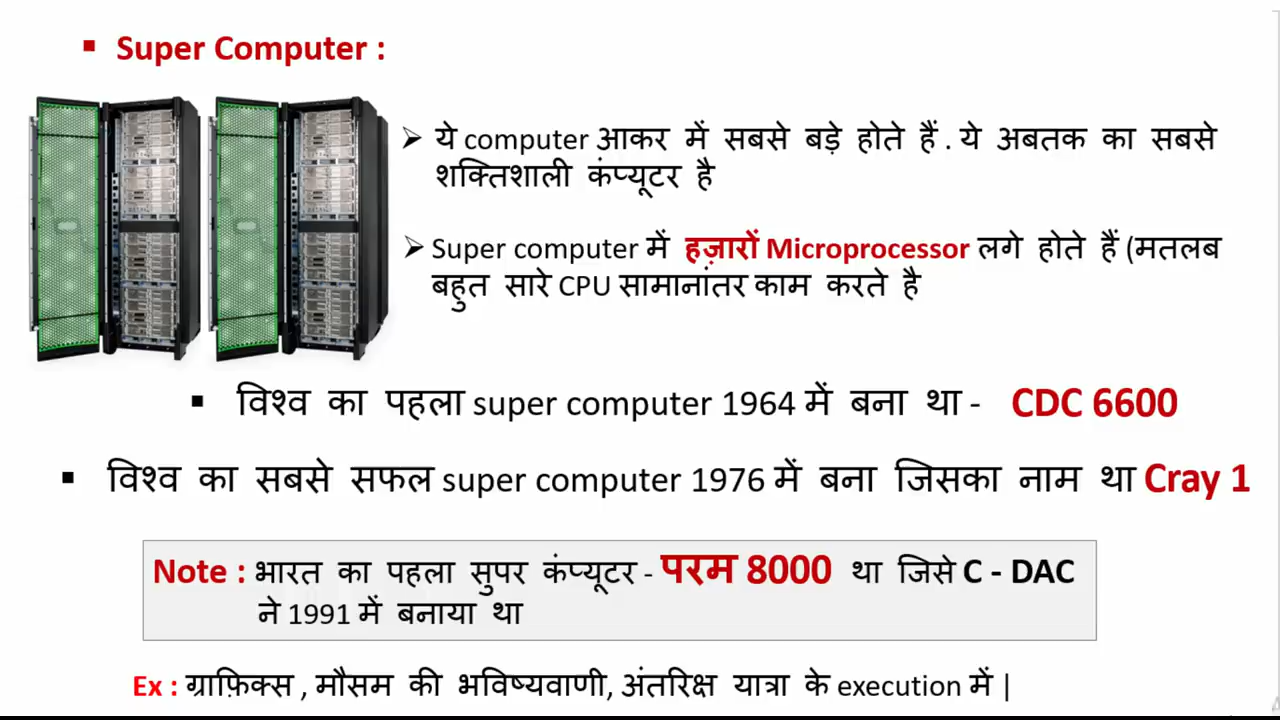 ▪ Super Computer :
➢ ये computer आकर में सबसे बड़े होते हैं . ये अबतक का सबसे
शक्तिशाली कंप्यूटर है
➢ Super computer में हज़ारों Microprocessor लगे होते हैं (मतलब
बहुत सारे CPU सामानांतर काम करते है
▪ विश्व का पहला super computer 1964 में बना था - CDC 6600
▪ विश्व का सबसे सफल super computer 1976 में बना जिसका नाम था Cray 1
Note : भारत का पहला सुपर कंप्यूटर - परम 8000 था जिसे C - DAC
ने 1991 में बनाया था
Ex : ग्राफ़िक्स , मौसम की भविष्यवाणी, अंतरिक्ष यात्रा के execution में |